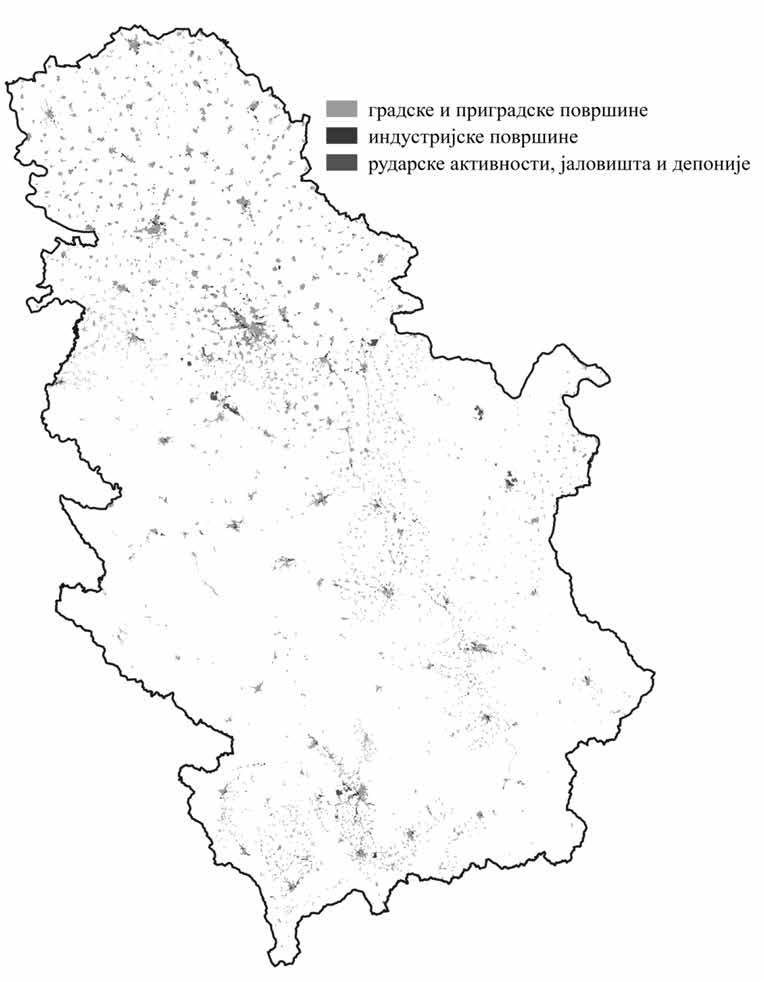 градске и приградске површине
индустријске површине
рударске активности, јаловишта и депоније